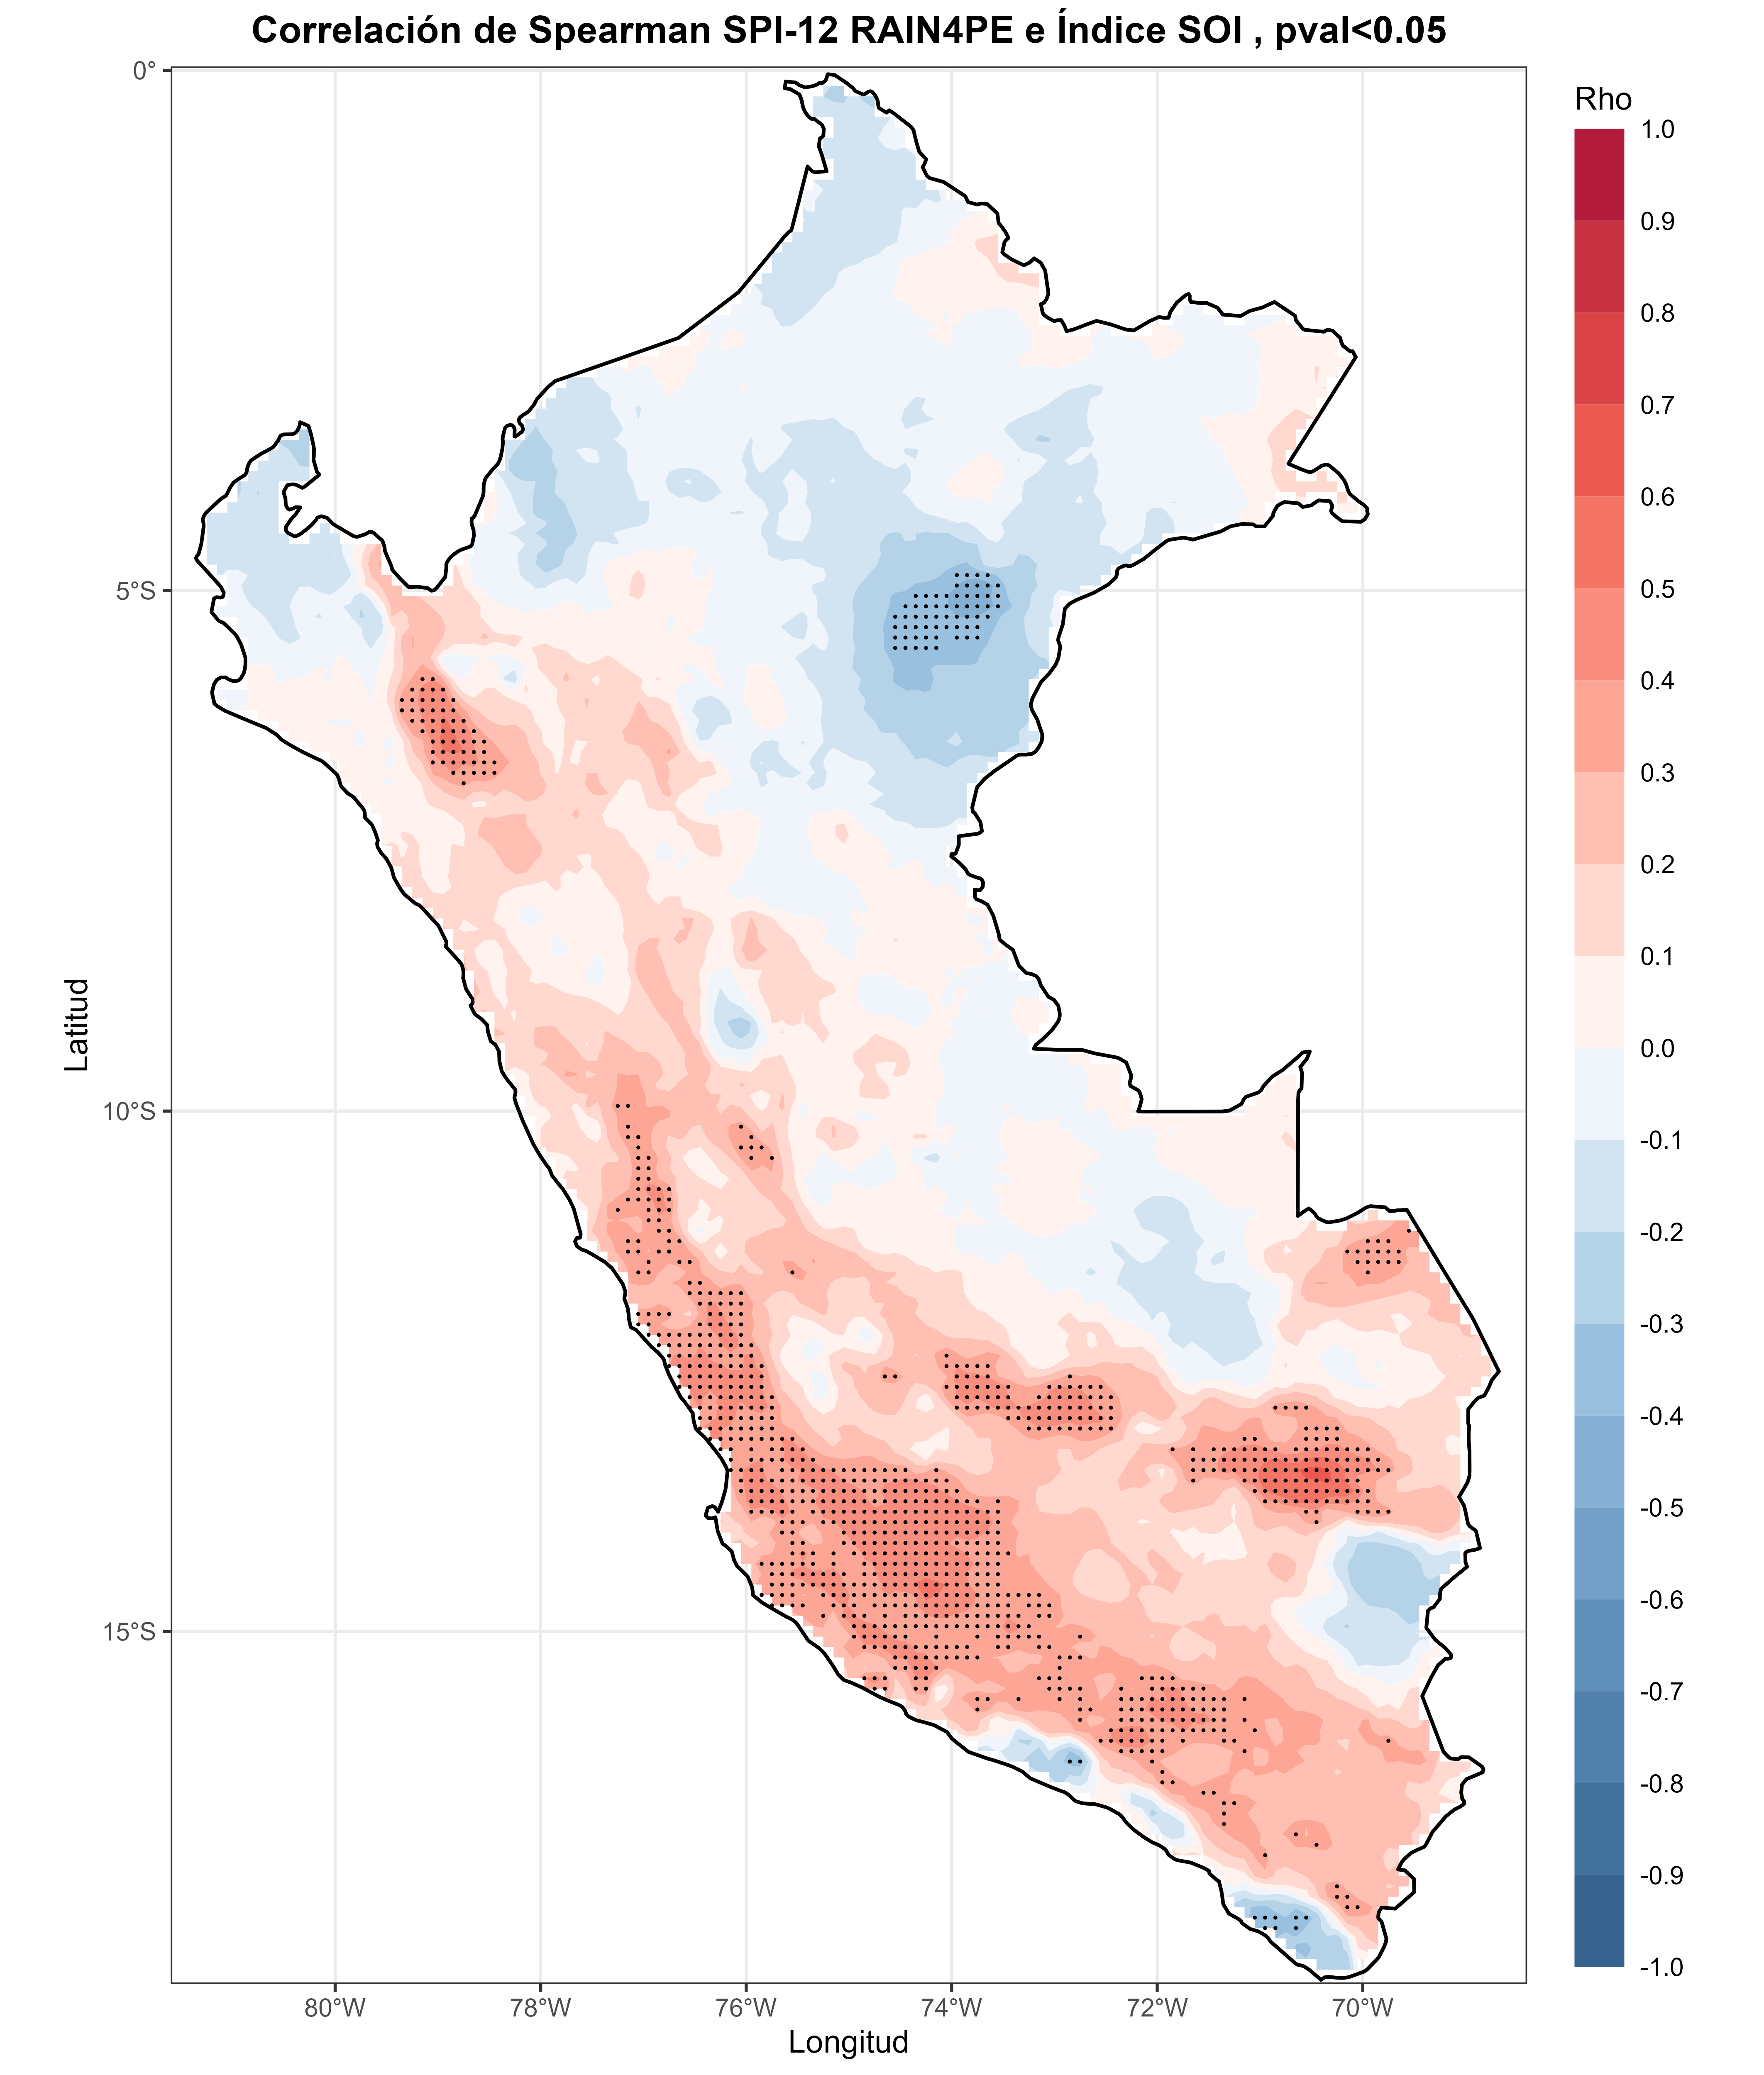 Correlación de Spearman SPI-12 RAIN4PE e Índice SOI , pval<0.05
Rho
1.0
0.9
0.8
0.7
0.6
0.5
0.4
0.3
0.2
0.1
0.0
-0.1
-0.2
-0.3
-0.4
-0.5
-0.6
-0.7
-0.8
-0.9
-1.0
Latitud
0°
5°S
10°S
15°S
80°W
78°W
76°W
74°W
72°W
70°W
Longitud